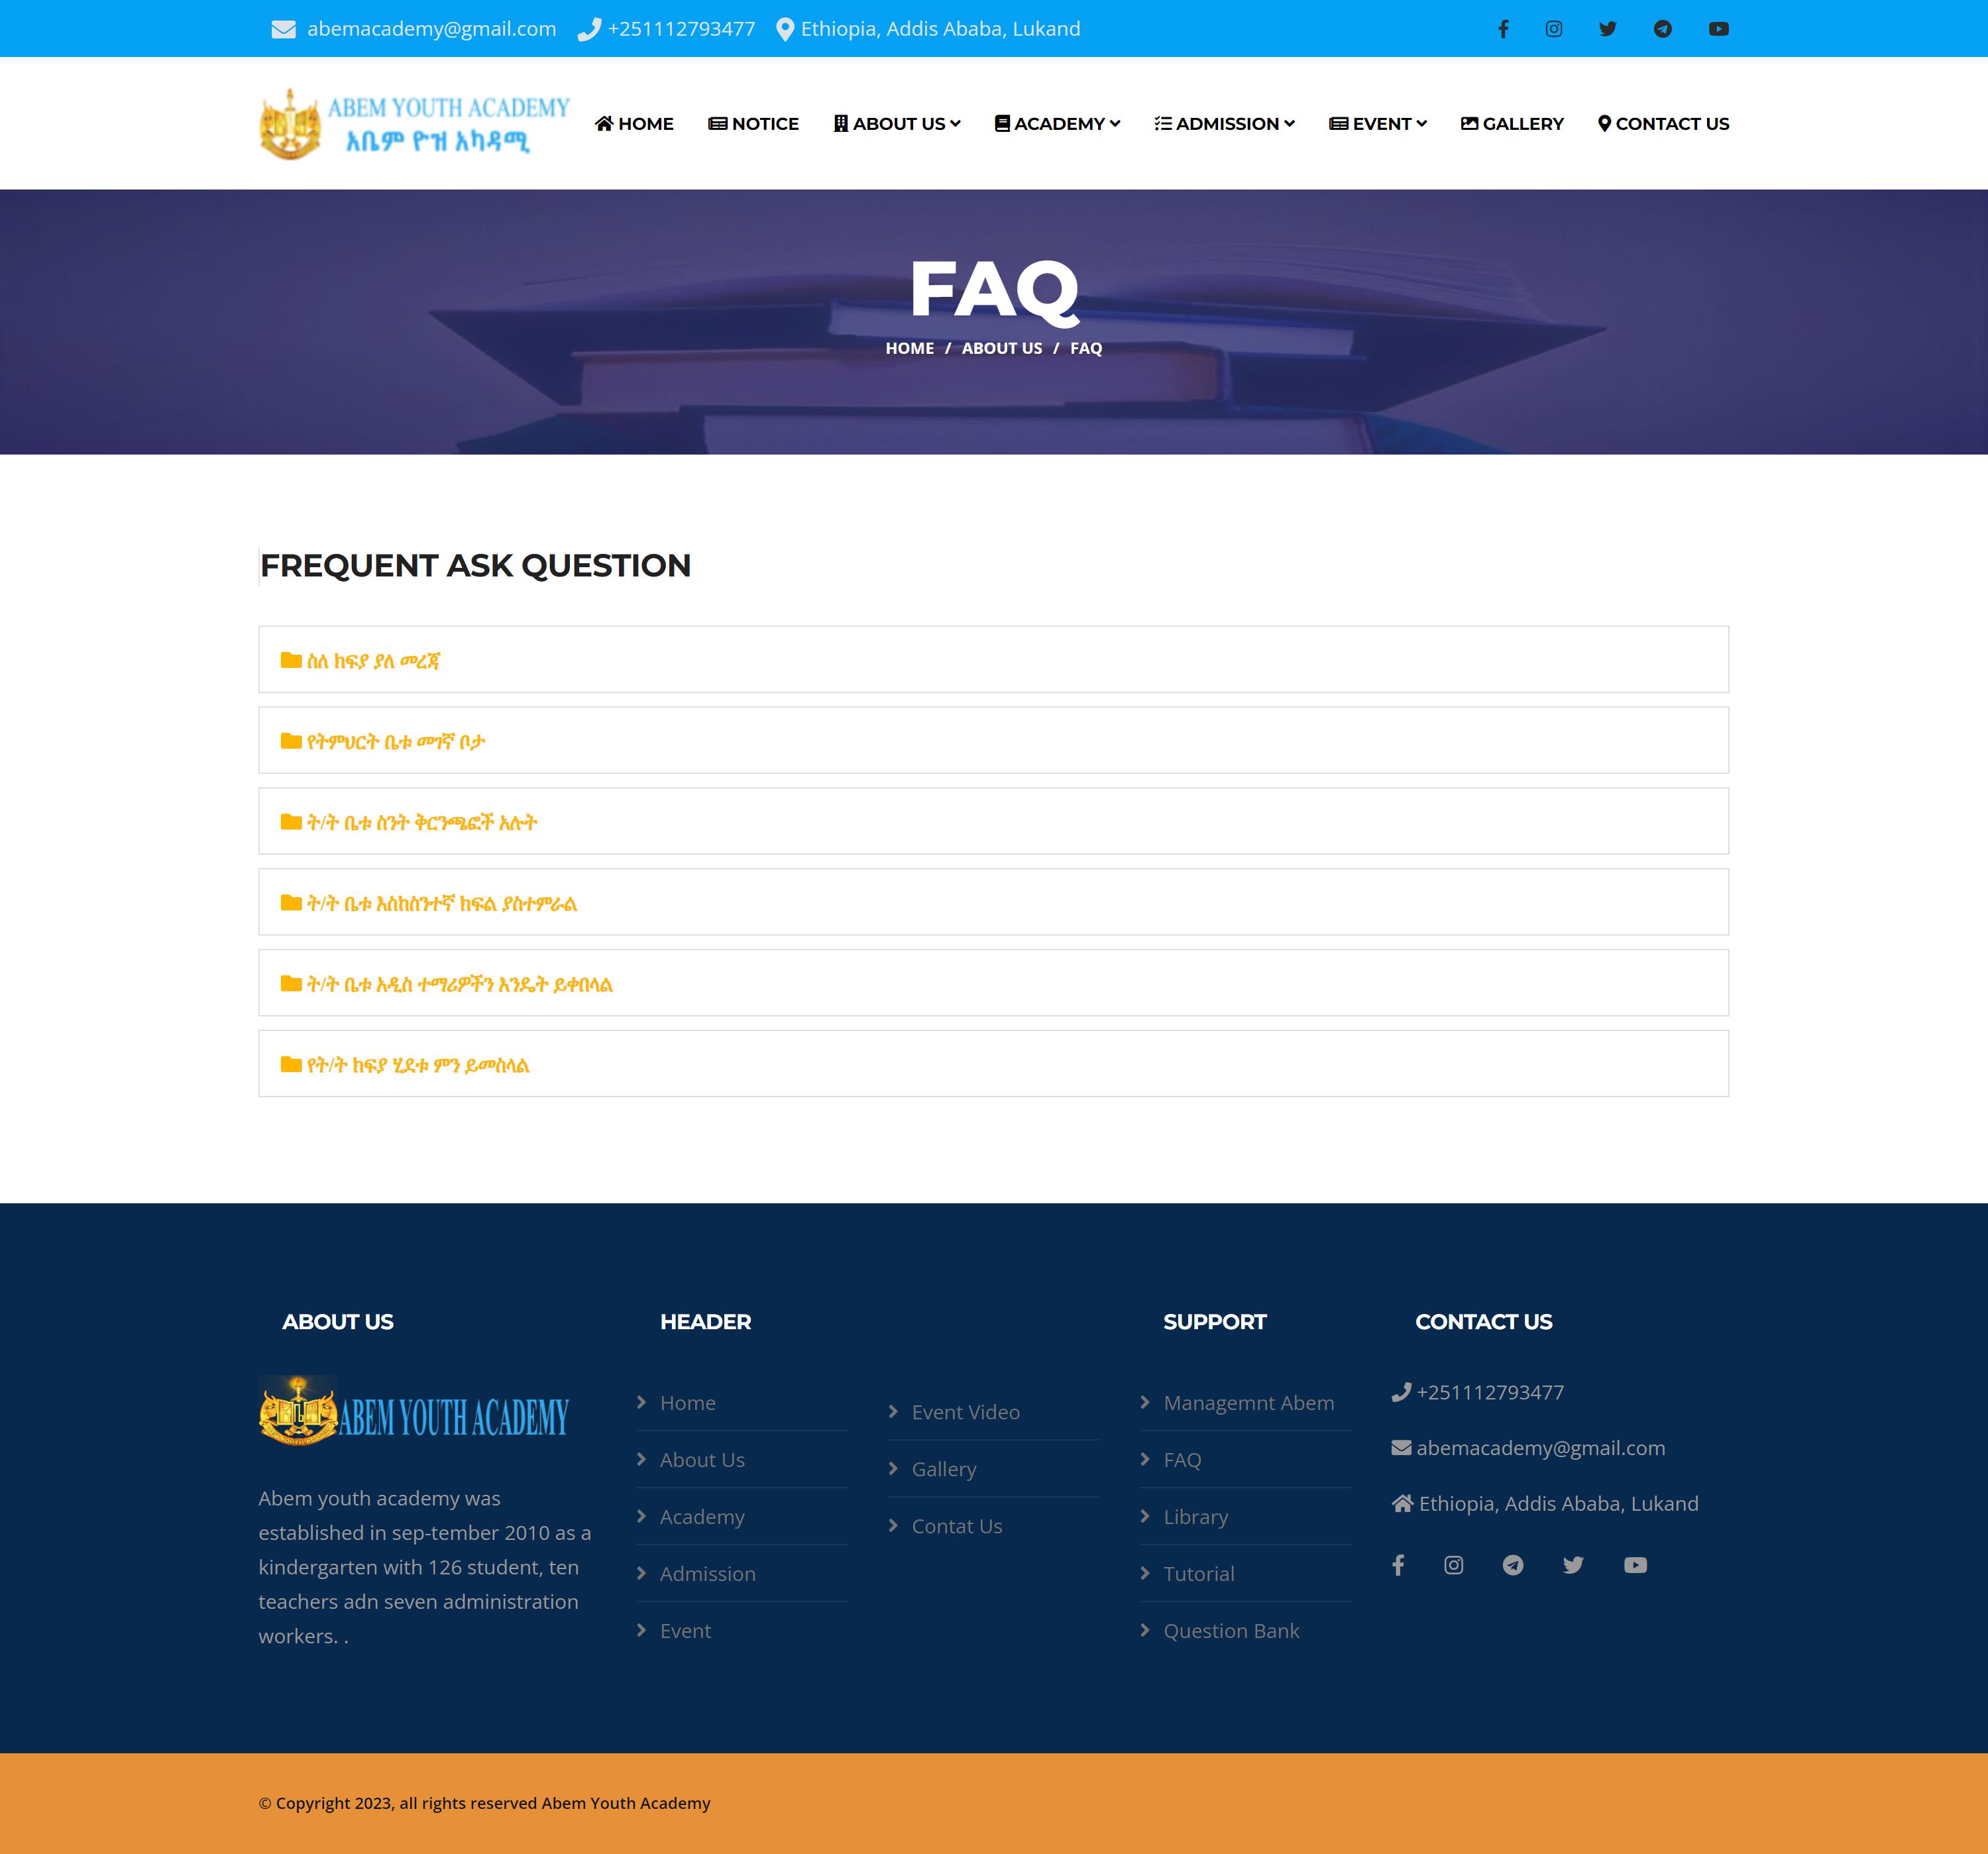 abemacademy@gmail.com +251112793477 Ethiopia, Addis Ababa, Lukand
ABEM YOUTH ACADEMY
አቤም ዮዝ አካዳሚ
HOME NOTICE ABOUT US ACADEMY ADMISSION EVENT GALLERY CONTACT US
FAQ
HOME / ABOUT US / FAQ
FREQUENT ASK QUESTION
ስለ ክፍያ ያለ መረጃ
የትምህርት ቤቱ መገኛ ቦታ
ት/ት ቤቱ ስንት ቅርንጫፎች አሉት
ት/ት ቤቱ እስከስንተኛ ክፍል ያስተምራል
ት/ት ቤቱ አዲስ ተማሪዎችን እንዴት ይቀበላል
የት/ት ክፍያ ሂደቱ ምን ይመስላል
ABOUT US
ABEM YOUTH ACADEMY
Abem youth academy was
established in sep-tember 2010 as a
kindergarten with 126 student, ten
teachers adn seven administration
workers. .
HEADER
Home
About Us
Academy
Admission
Event
Event Video
Gallery
Contat Us
SUPPORT
Managemnt Abem
FAQ
Library
Tutorial
Question Bank
CONTACT US
+251112793477
abemacademy@gmail.com
Ethiopia, Addis Ababa, Lukand
© Copyright 2023, all rights reserved Abem Youth Academy